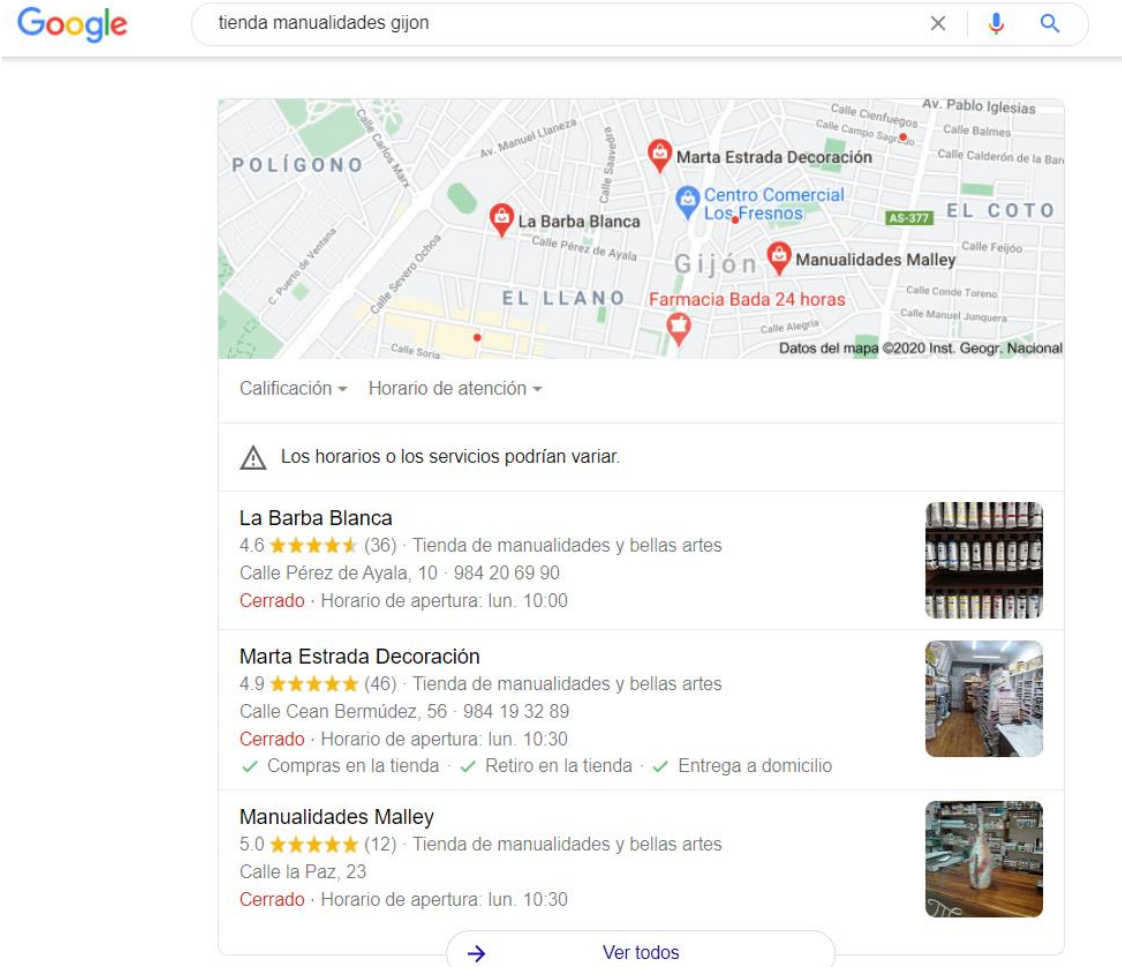 Google
tienda manualidades gijon
Av. Pablo Iglesias
Calle Cienfuegos
Calle Campo Sagrado
Calle Balmes
Calle Calderón de la Bar
Calle Carlos Marx
Av. Manuel Llaneza
Calle Saavedra
POLÍGONO
Marta Estrada Decoración
Centro Comercial
Los Fresnos
AS-377
EL COTO
La Barba Blanca
Calle Pérez de Ayala
C. Puerto de Ventana
Calle Severo Ochoa
Gijón
Manualidades Malley
Calle Feijóo
EL LLANO
Farmacia Bada 24 horas
Calle Conde Toreno
Calle Manuel Junquera
Calle Alegría
Calle Soria
Datos del mapa ©2020 Inst. Geogr. Nacional
Calificación Horario de atención
Los horarios o los servicios podrían variar.
La Barba Blanca
4.6 ★★★★★ (36) · Tienda de manualidades y bellas artes
Calle Pérez de Ayala, 10 · 984 20 69 90
Cerrado · Horario de apertura: lun. 10:00
Marta Estrada Decoración
4.9 ★★★★★ (46) · Tienda de manualidades y bellas artes
Calle Cean Bermúdez, 56 · 984 19 32 89
Cerrado · Horario de apertura: lun. 10:30
✓ Compras en la tienda · ✓ Retiro en la tienda · ✓ Entrega a domicilio
Manualidades Malley
5.0 ★★★★★ (12) · Tienda de manualidades y bellas artes
Calle la Paz, 23
Cerrado · Horario de apertura: lun. 10:30
Ver todos